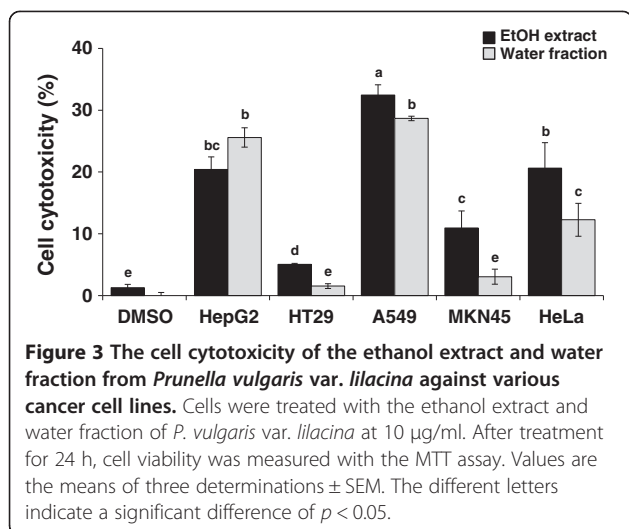 EtOH extract
Water fraction
40
30
20
10
0
Cell cytotoxicity (%)
e
bc
b
d
e
a
b
c
e
b
c
DMSO HepG2 HT29 A549 MKN45 HeLa
Figure 3 The cell cytotoxicity of the ethanol extract and water
fraction from Prunella vulgaris var. lilacina against various
cancer cell lines. Cells were treated with the ethanol extract and
water fraction of P. vulgaris var. lilacina at 10 μg/ml. After treatment
for 24 h, cell viability was measured with the MTT assay. Values are
the means of three determinations ± SEM. The different letters
indicate a significant difference of p < 0.05.